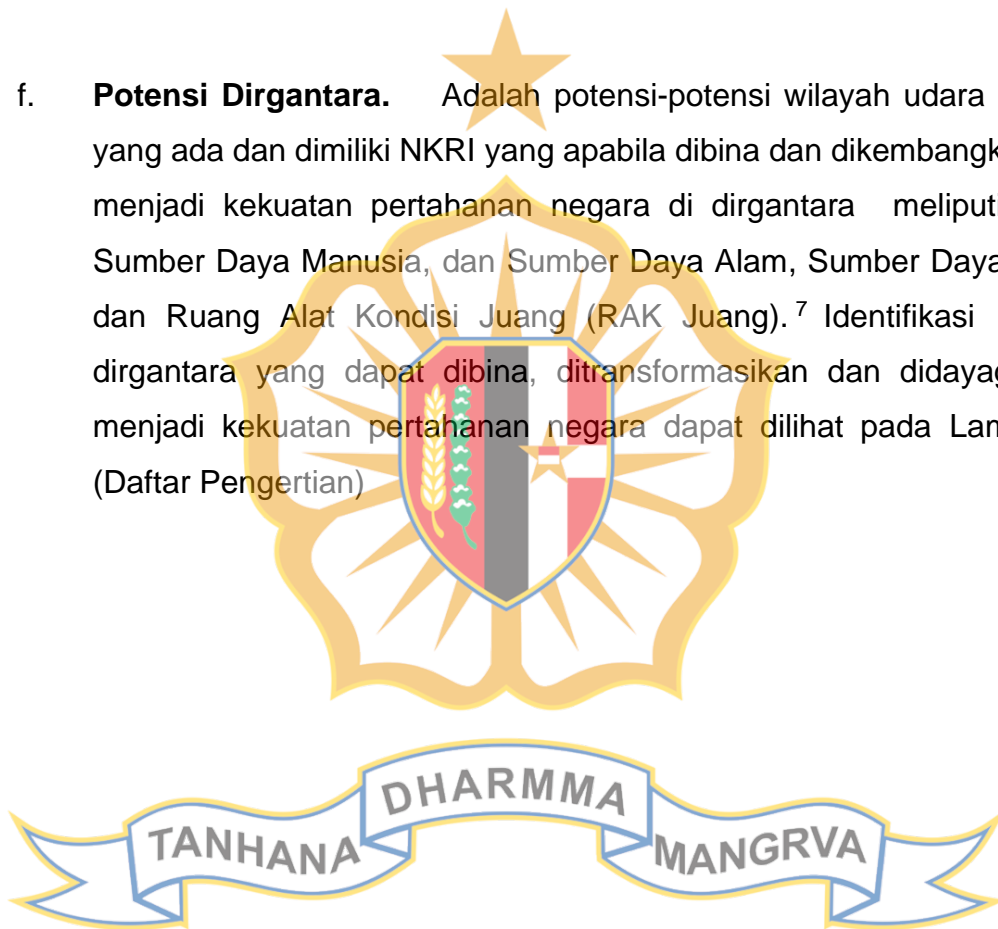 f. Potensi Dirgantara. Adalah potensi-potensi wilayah udara
yang ada dan dimiliki NKRI yang apabila dibina dan dikembangk
menjadi kekuatan pertahanan negara di dirgantara meliput
Sumber Daya Manusia, dan Sumber Daya Alam, Sumber Daya
dan Ruang Alat Kondisi Juang (RAK Juang). 7 Identifikasi
dirgantara yang dapat dibina, ditransformasikan dan didayag
menjadi kekuatan pertahanan negara dapat dilihat pada Lam
(Daftar Pengertian)
TANHANA DHARMMA MANGRVA